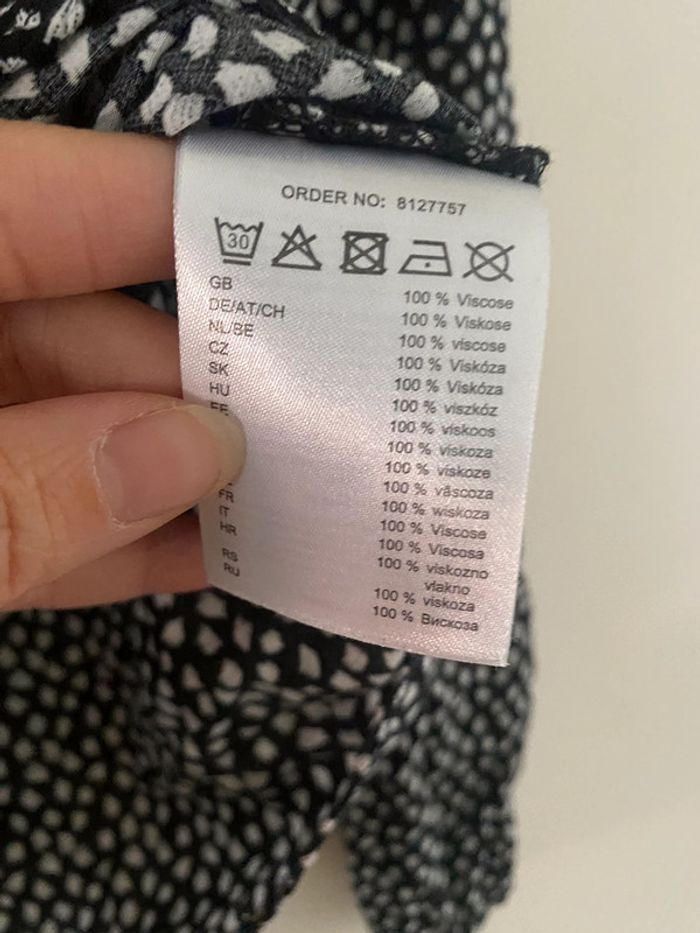 ORDER NO: 8127757
30
GB 100 % Viscose
DE/AT/CH 100 % Viskose
NL/BE 100 % viscose
CZ 100 % Viskóza
SK 100 % Viskóza
HU 100 % viszkóz
EE 100 % viskoos
100 % viskoza
100 % viskoze
100 % vâscoza
100 % wiskoza
FR 100 % Viscose
IT 100 % Viscosa
HR 100 % viskozno
vlakno
RS 100 % viskoza
RU 100 % Вискоза